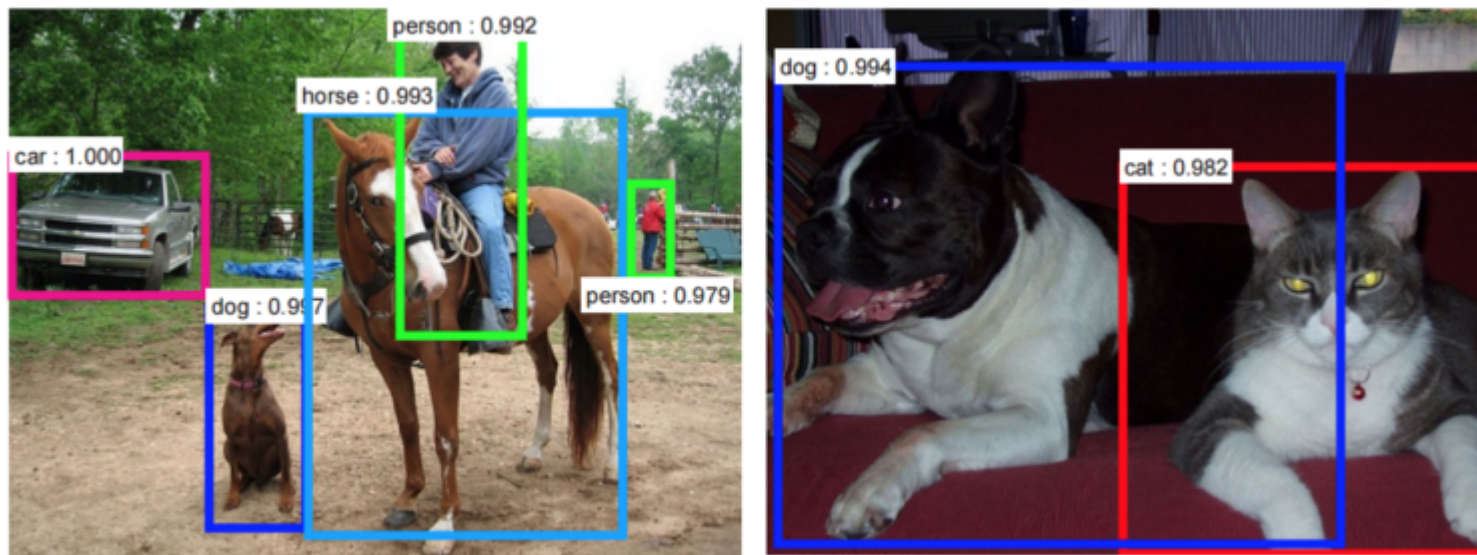 person : 0.992
horse : 0.993
car : 1.000
dog : 0.997
person : 0.979
dog : 0.994
cat : 0.982